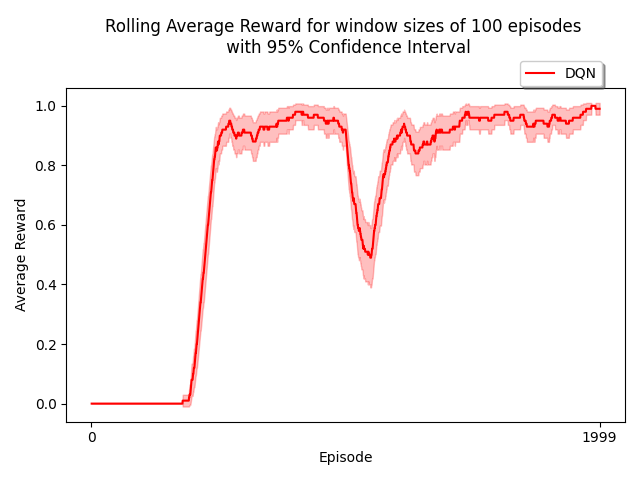 Rolling Average Reward for window sizes of 100 episodes
with 95% Confidence Interval
DQN
1.0
0.8
0.6
0.4
0.2
0.0
Average Reward
0
1999
Episode